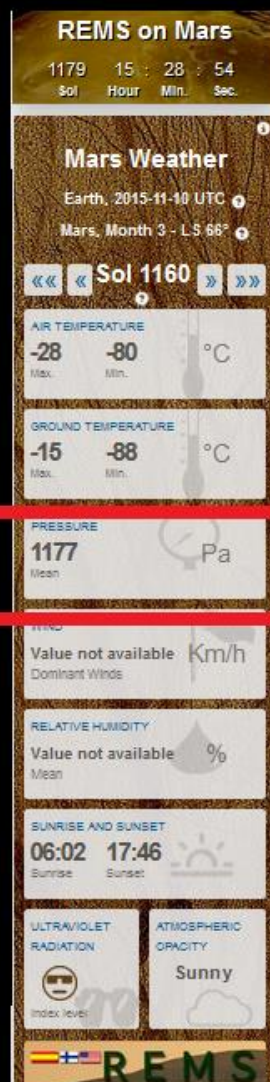 REMS on Mars
1179 15 : 28 : 54
Sol Hour Min. Sec.
Mars Weather
Earth, 2015-11-10 UTC ?
Mars, Month 3 - LS 66° ?
«« « Sol 1160 » »»
?
AIR TEMPERATURE
-28 -80 °C
Max. Min.
GROUND TEMPERATURE
-15 -88 °C
Max. Min.
PRESSURE
1177 Pa
Mean
WIND
Value not available Km/h
Dominant Winds
RELATIVE HUMIDITY
Value not available %
Mean
SUNRISE AND SUNSET
06:02 17:46
Sunrise Sunset
ULTRAVIOLET RADIATION
Index level
ATMOSPHERIC OPACITY
Sunny
REMS